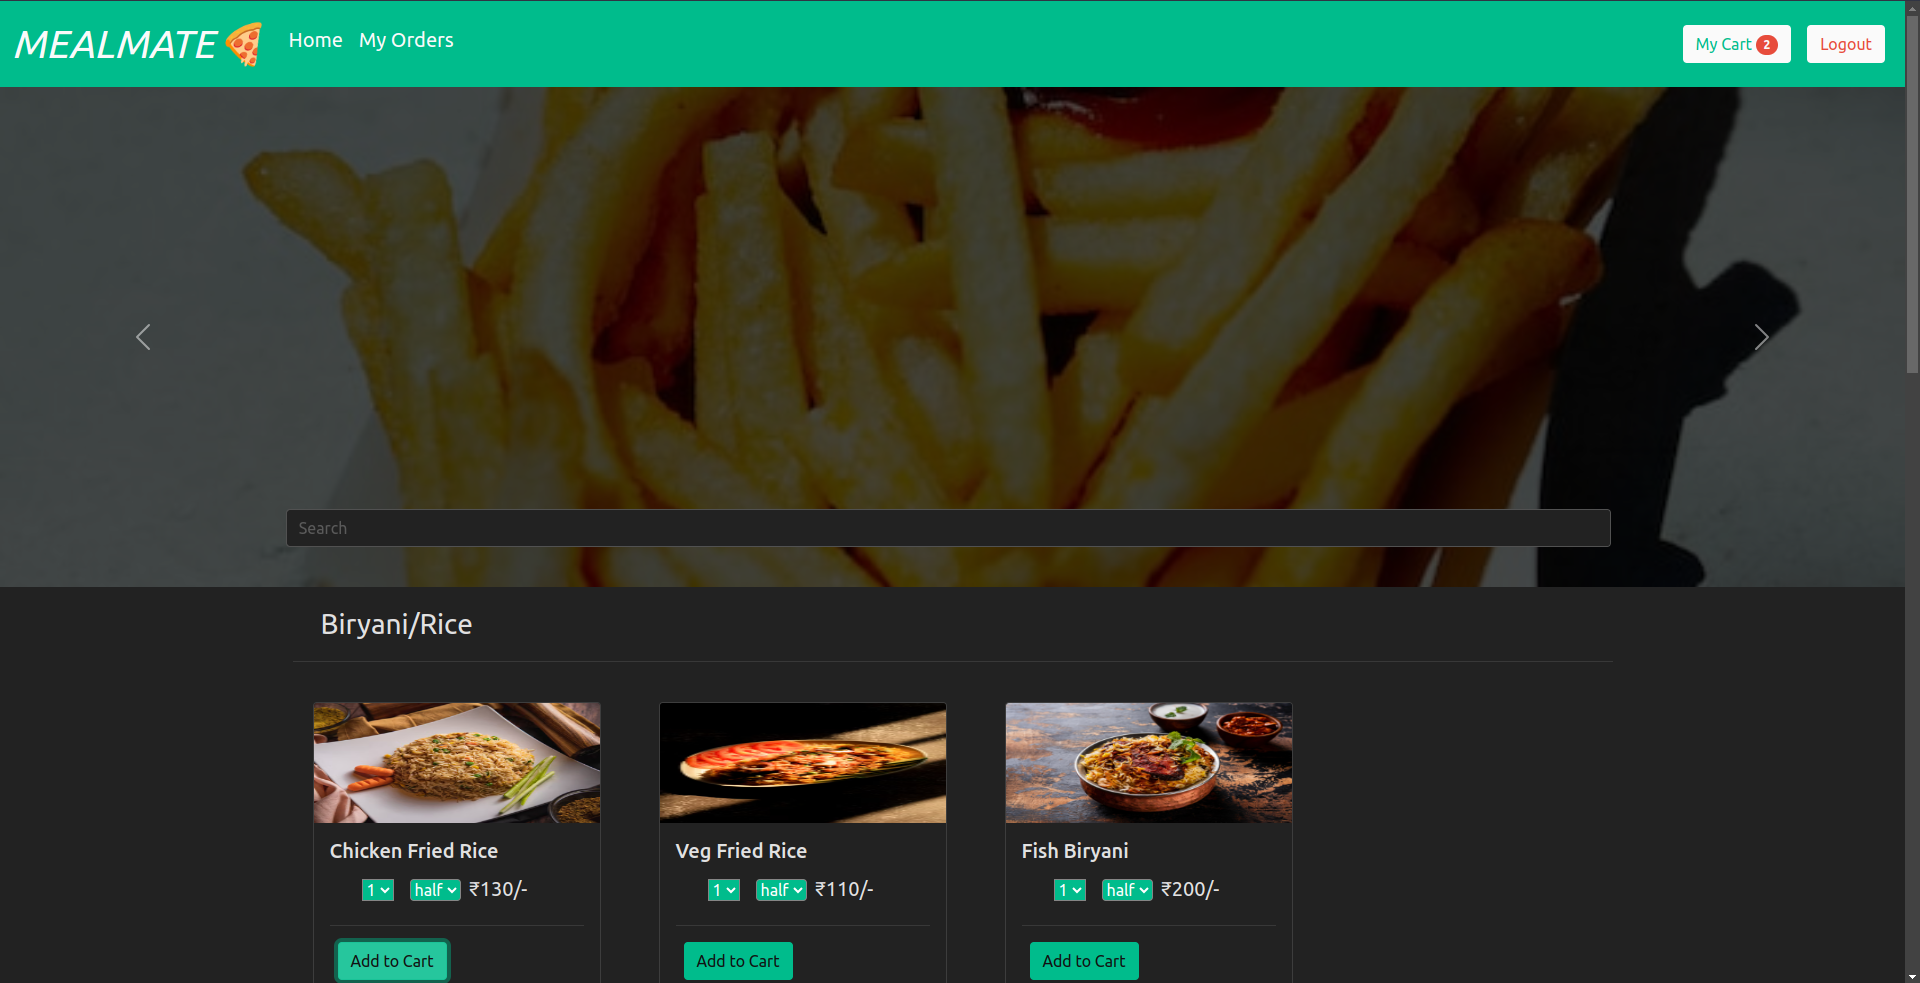 MEALMATE🍕 Home My Orders My Cart 2 Logout
Search
Biryani/Rice
Chicken Fried Rice
1 half ₹130/-
Add to Cart
Veg Fried Rice
1 half ₹110/-
Add to Cart
Fish Biryani
1 half ₹200/-
Add to Cart